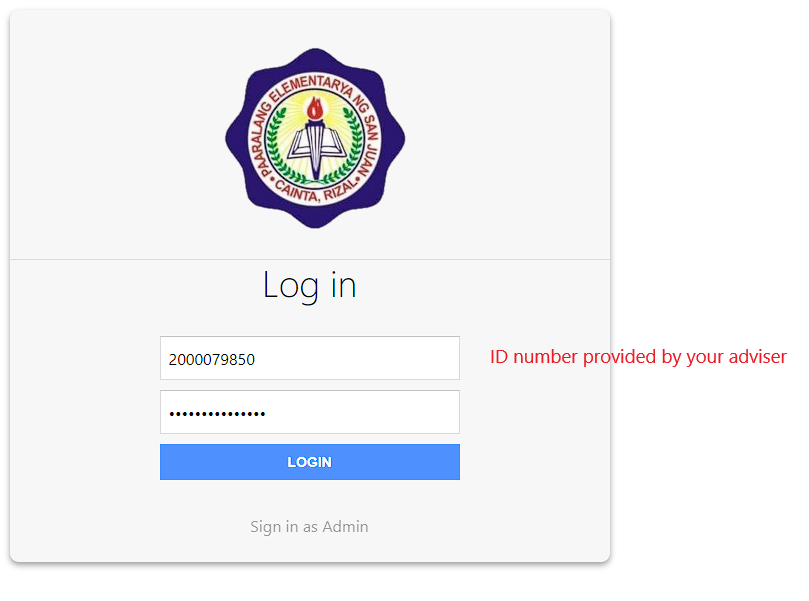 PAARALANG ELEMENTARYA NG SAN JUAN
• CAINTA, RIZAL •
Log in
2000079850
ID number provided by your adviser
•••••••••••••••
LOGIN
Sign in as Admin